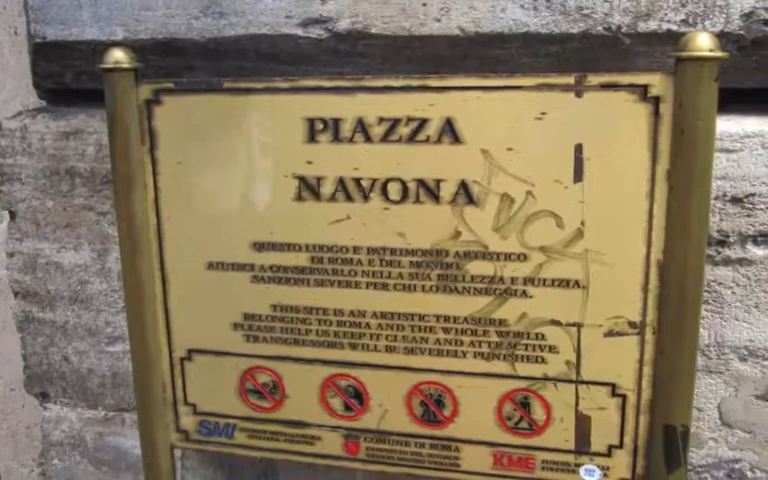 PIAZZA
NAVONA
QUESTO LUOGO E' PATRIMONIO ARTISTICO
DI ROMA E DEL MONDO.
AIUTACI A CONSERVARLO NELLA SUA BELLEZZA E PULIZIA.
SANZIONI SEVERE PER CHI LO DANNEGGIA.
THIS SITE IS AN ARTISTIC TREASURE
BELONGING TO ROMA AND THE WHOLE WORLD.
PLEASE HELP US KEEP IT CLEAN AND ATTRACTIVE.
TRANSGRESSORS WILL BE SEVERELY PUNISHED.
SMI
COMUNE DI ROMA
KME